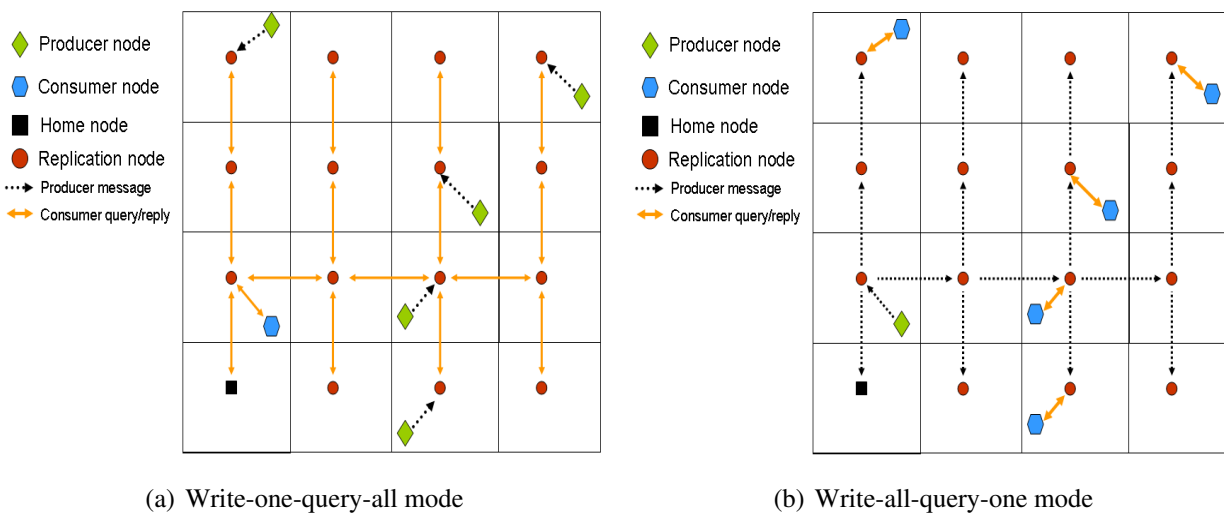 Producer node
Consumer node
Home node
Replication node
Producer message
Consumer query/reply
(a) Write-one-query-all mode
Producer node
Consumer node
Home node
Replication node
Producer message
Consumer query/reply
(b) Write-all-query-one mode